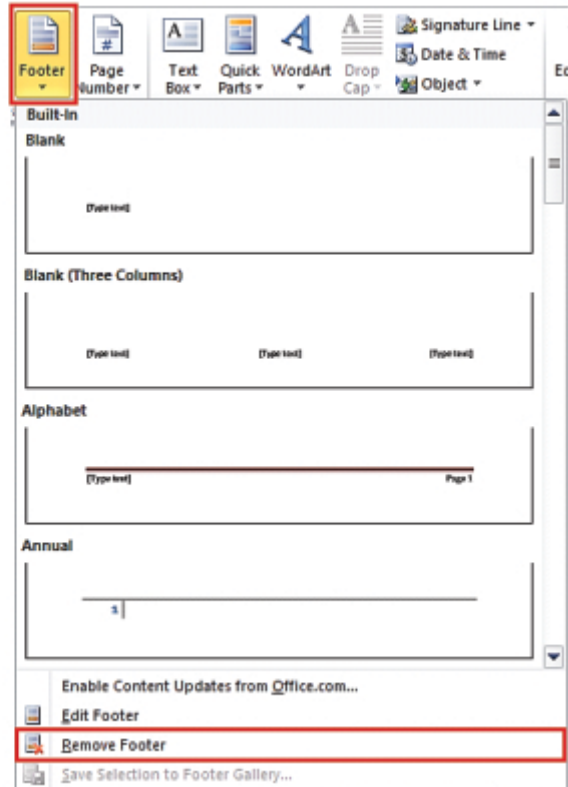 Footer
Page Number
Text Box
Quick Parts
WordArt
Drop Cap
Signature Line
Date & Time
Object
Built-In
Blank
[Type text]
Blank (Three Columns)
[Type text] [Type text] [Type text]
Alphabet
[Type text] Page 1
Annual
1
Enable Content Updates from Office.com...
Edit Footer
Remove Footer
Save Selection to Footer Gallery...